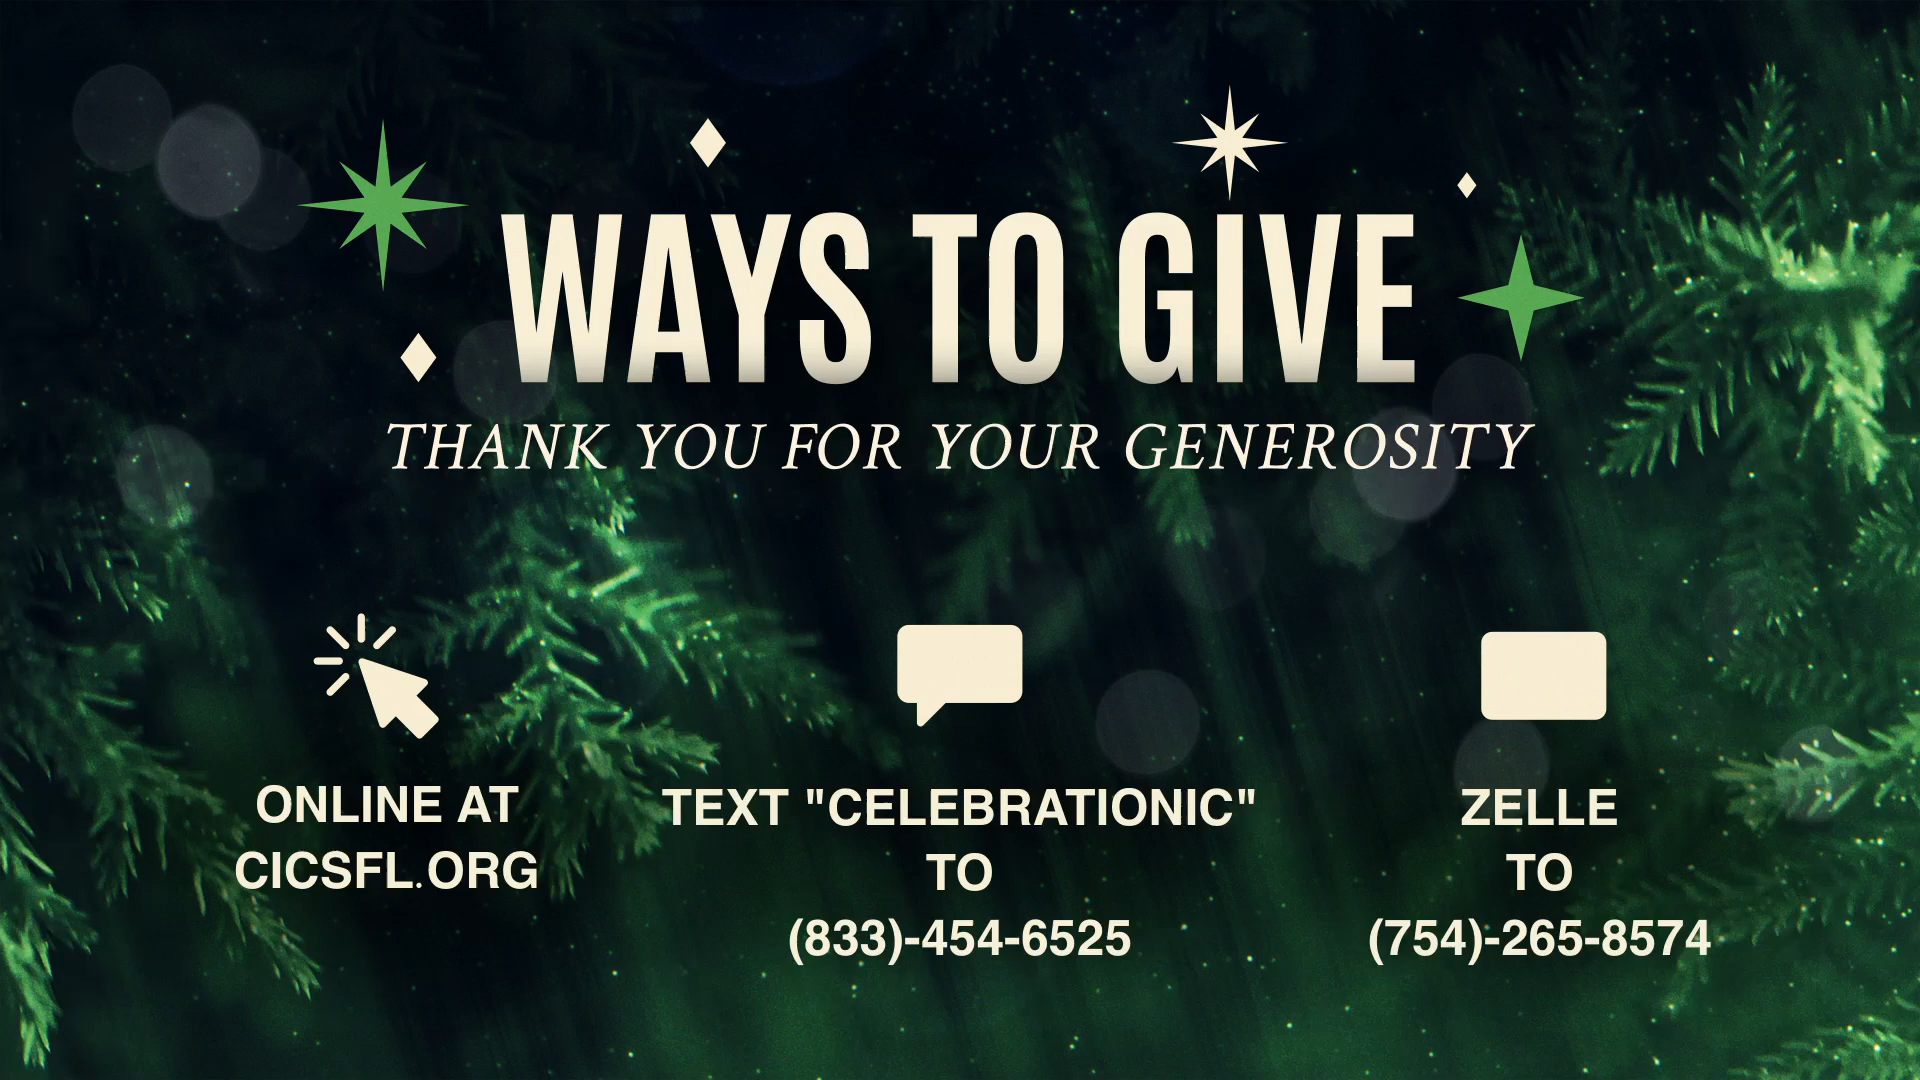 WAYS TO GIVE
THANK YOU FOR YOUR GENEROSITY
ONLINE AT
CICSFL.ORG
TEXT "CELEBRATIONIC"
TO
(833)-454-6525
ZELLE
TO
(754)-265-8574